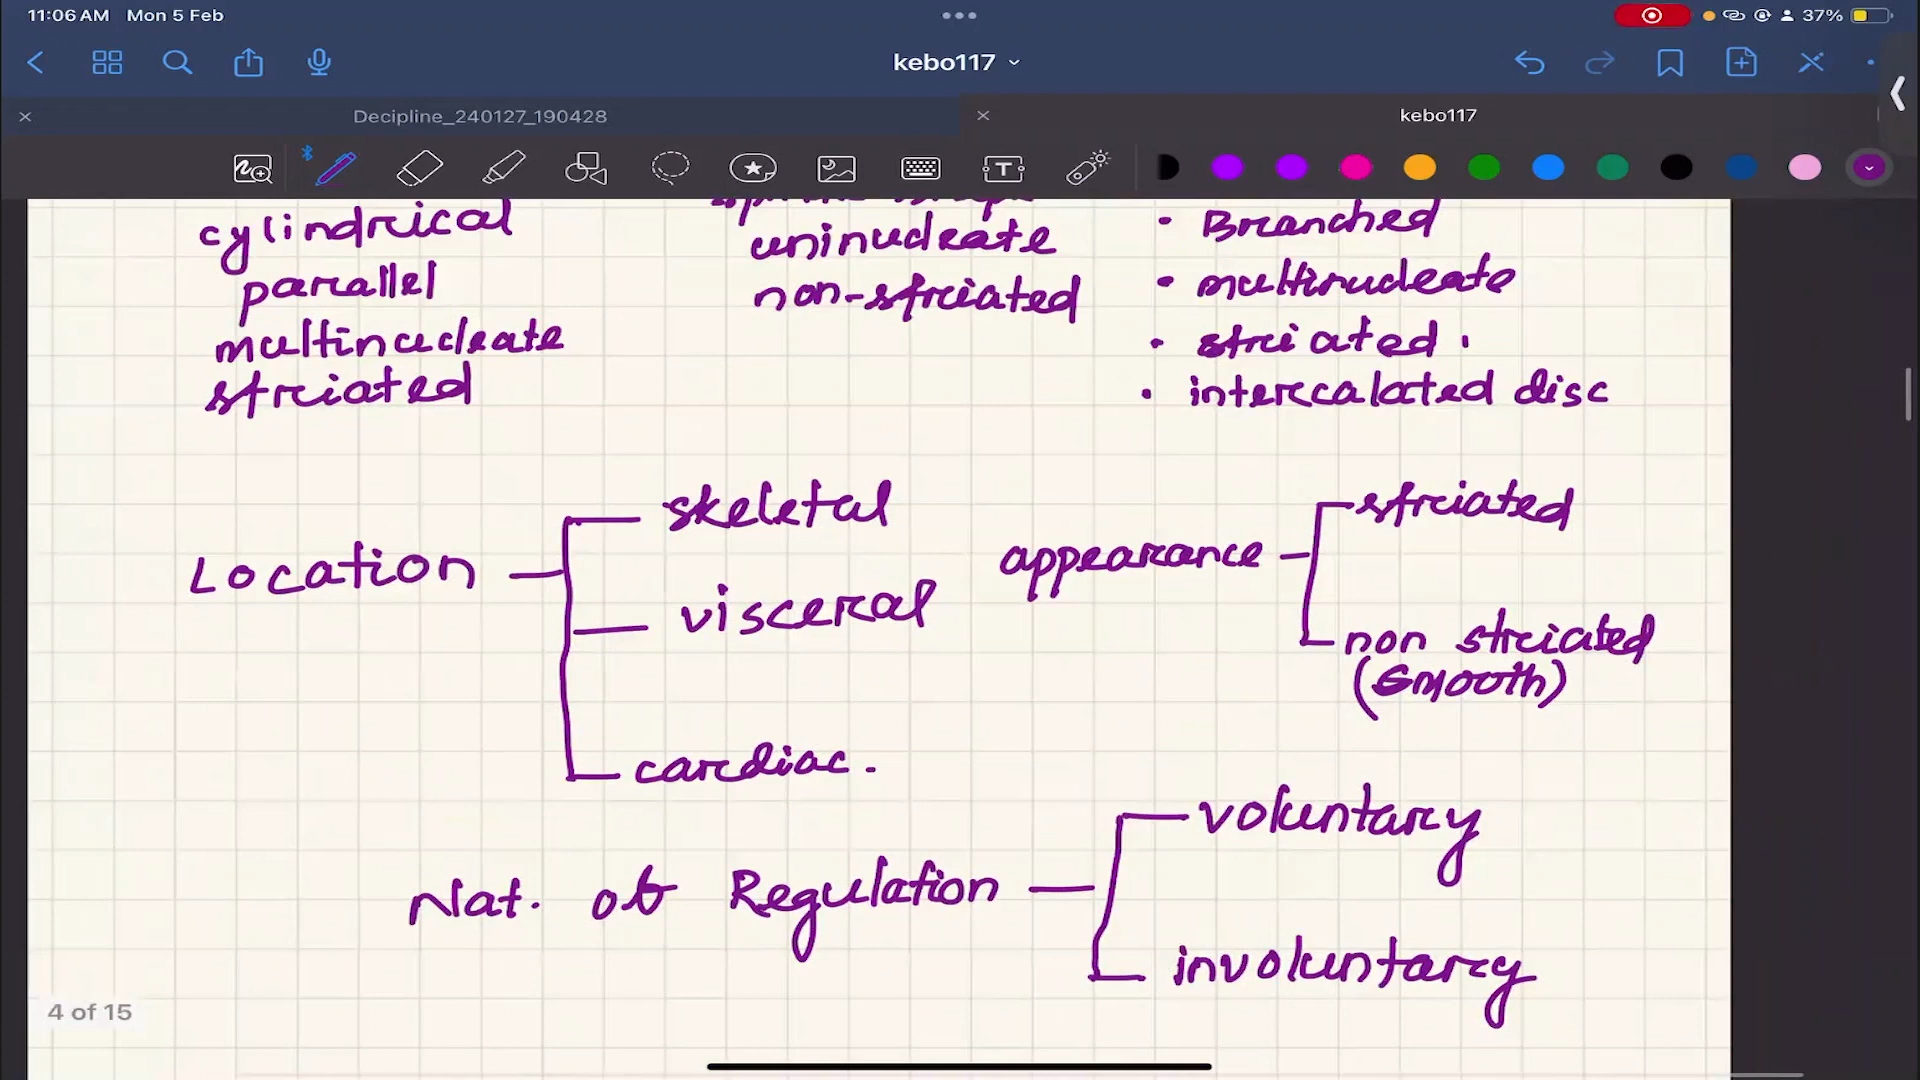 11:06 AM Mon 5 Feb
37%
kebo117
Decipline_240127_190428
kebo117
cylindrical
parallel
multinucleate
striated
uninucleate
non-striated
• Branched
• multinucleate
• striated
• intercalated disc
Location
skeletal
visceral
cardiac.
appearance
striated
non striated
(Smooth)
Nat. of Regulation
voluntary
involuntary
4 of 15